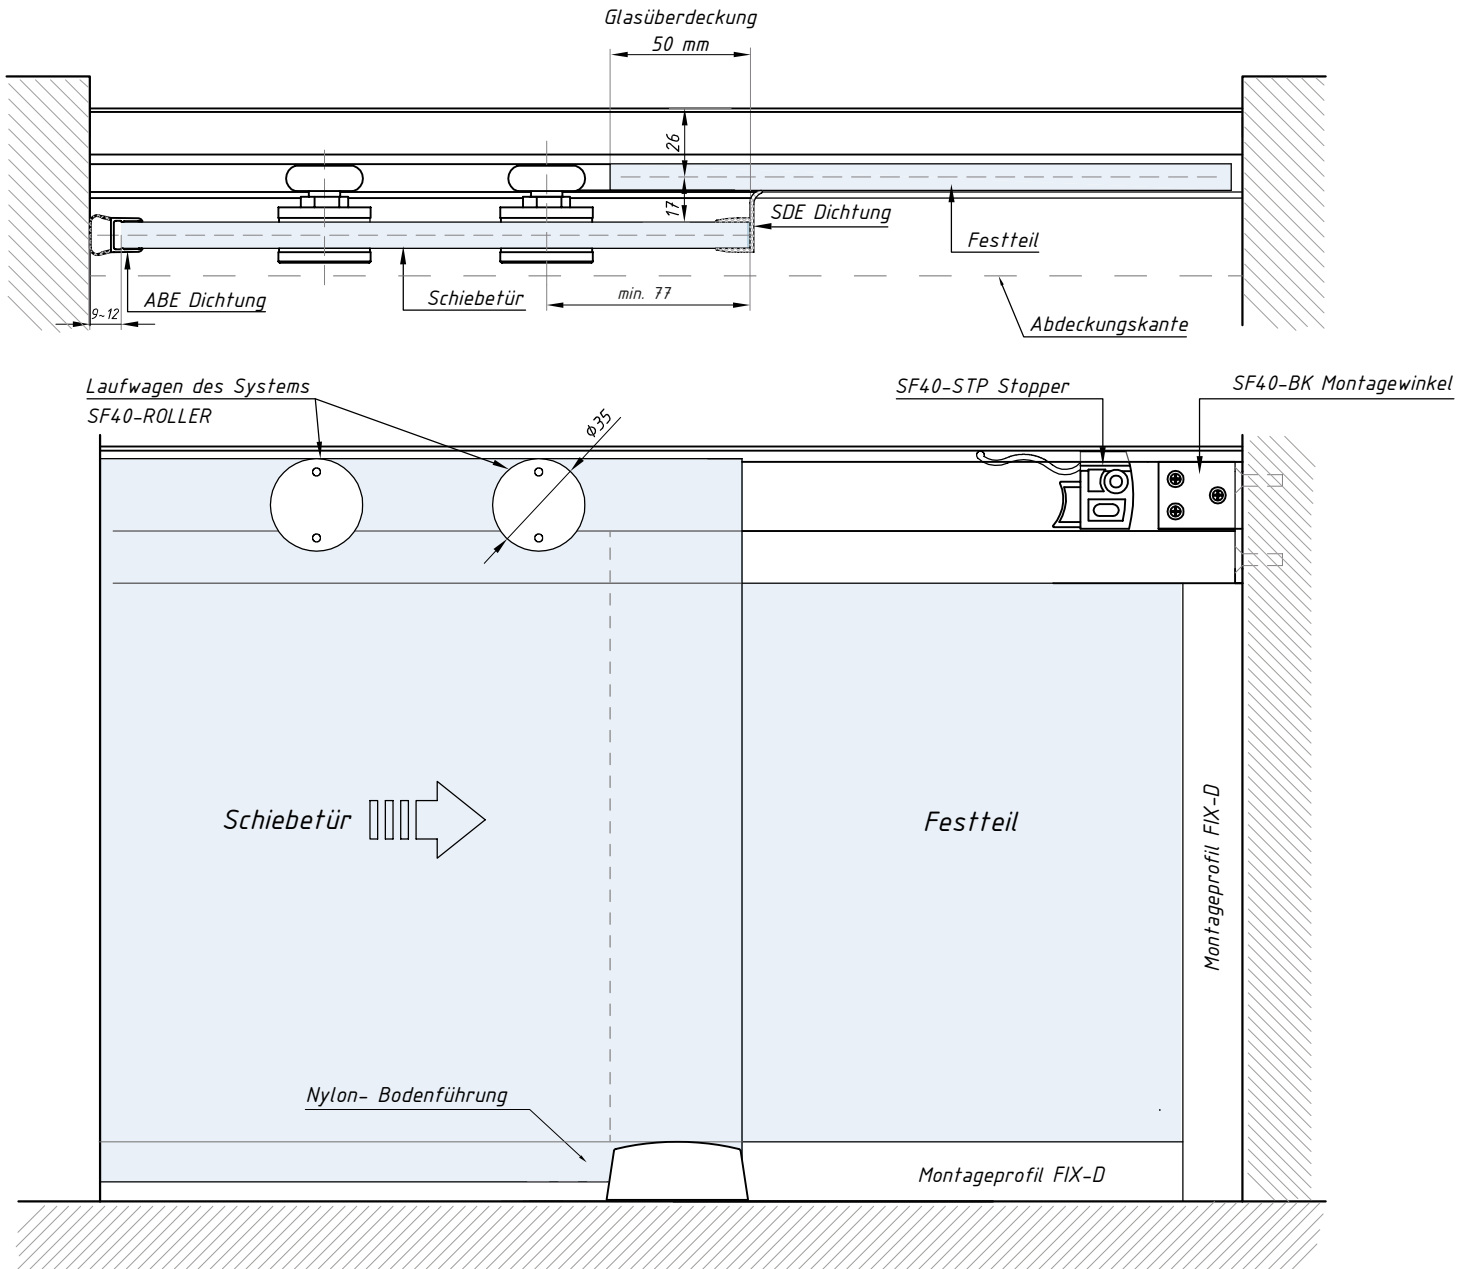 Glasüberdeckung
50 mm
26
17
SDE Dichtung
Festteil
ABE Dichtung
Schiebetür
min. 77
9~12
Abdeckungskante
Laufwagen des Systems
SF40-ROLLER
Ø35
SF40-STP Stopper
SF40-BK Montagewinkel
Schiebetür
Festteil
Montageprofil FIX-D
Nylon- Bodenführung
Montageprofil FIX-D